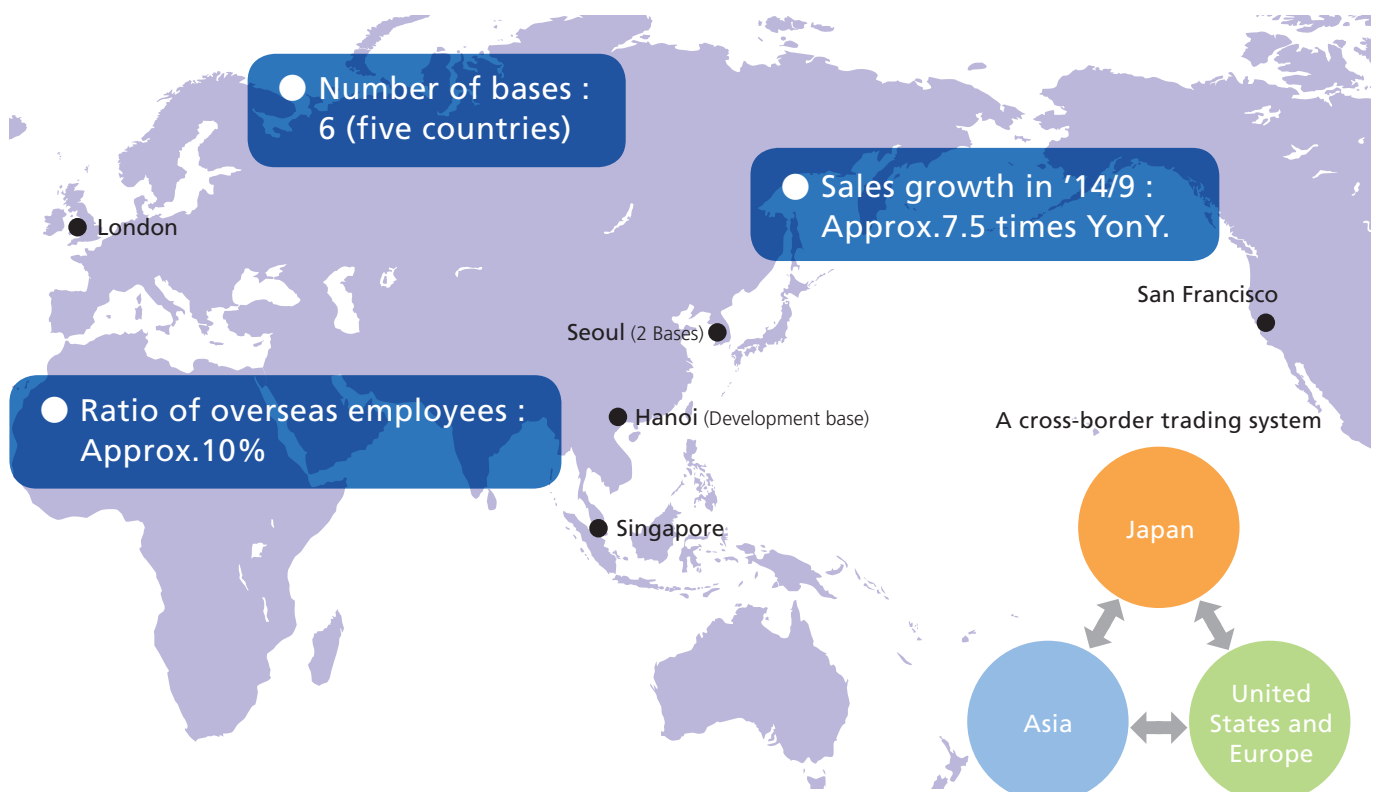 ● Number of bases :
6 (five countries)
● Sales growth in ’14/9 :
Approx.7.5 times YonY.
London
San Francisco
Seoul (2 Bases)
● Ratio of overseas employees :
Approx.10%
Hanoi (Development base)
Singapore
A cross-border trading system
Japan
Asia
United
States and
Europe